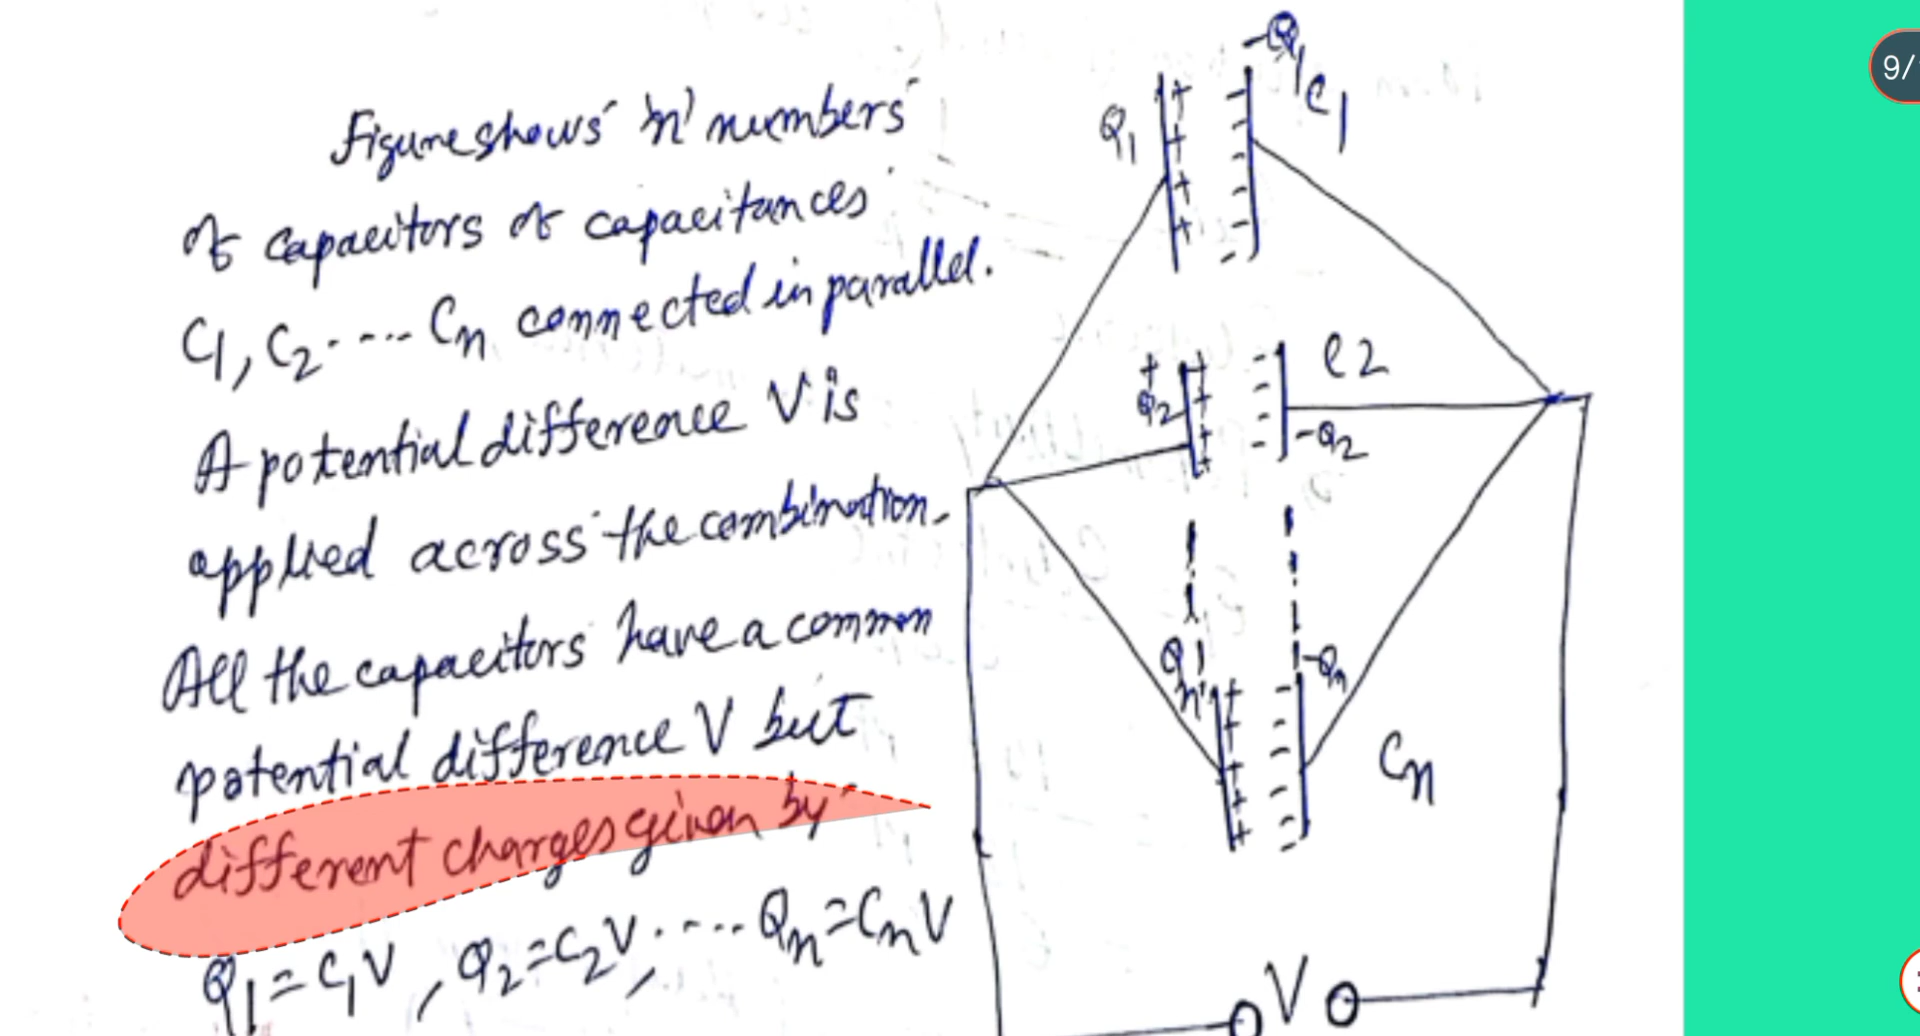 Figure shows 'n' numbers
of capacitors of capacitances
C1, C2 ---- Cn connected in parallel.
A potential difference V is
applied across the combination.
All the capacitors have a common
potential difference V but
different charges given by
Q1 = C1V, Q2 = C2V, ---- Qn = CnV
-Q1
C1
Q1
+ Q2
C2
-Q2
Qn
-Qn
Cn
V
9/